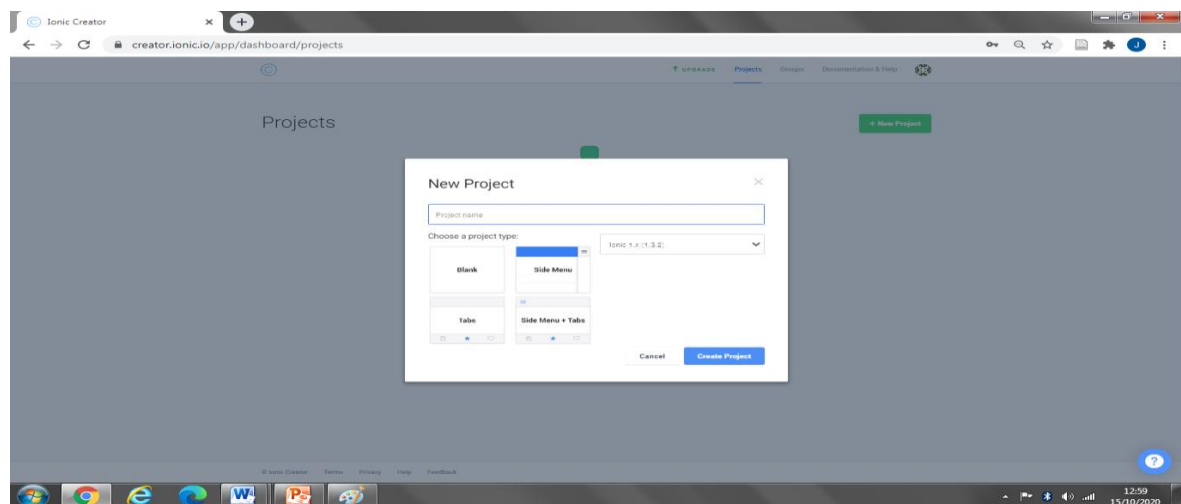 Ionic Creator
creator.ionic.io/app/dashboard/projects
UPGRADE Projects Groups Documentation & Help
Projects
+ New Project
New Project
Project name
Choose a project type:
Ionic 1.x (1.3.2)
Blank
Side Menu
Tabs
Side Menu + Tabs
Cancel
Create Project
© Ionic Creator Terms Privacy Help Feedback
12:59
15/10/2020